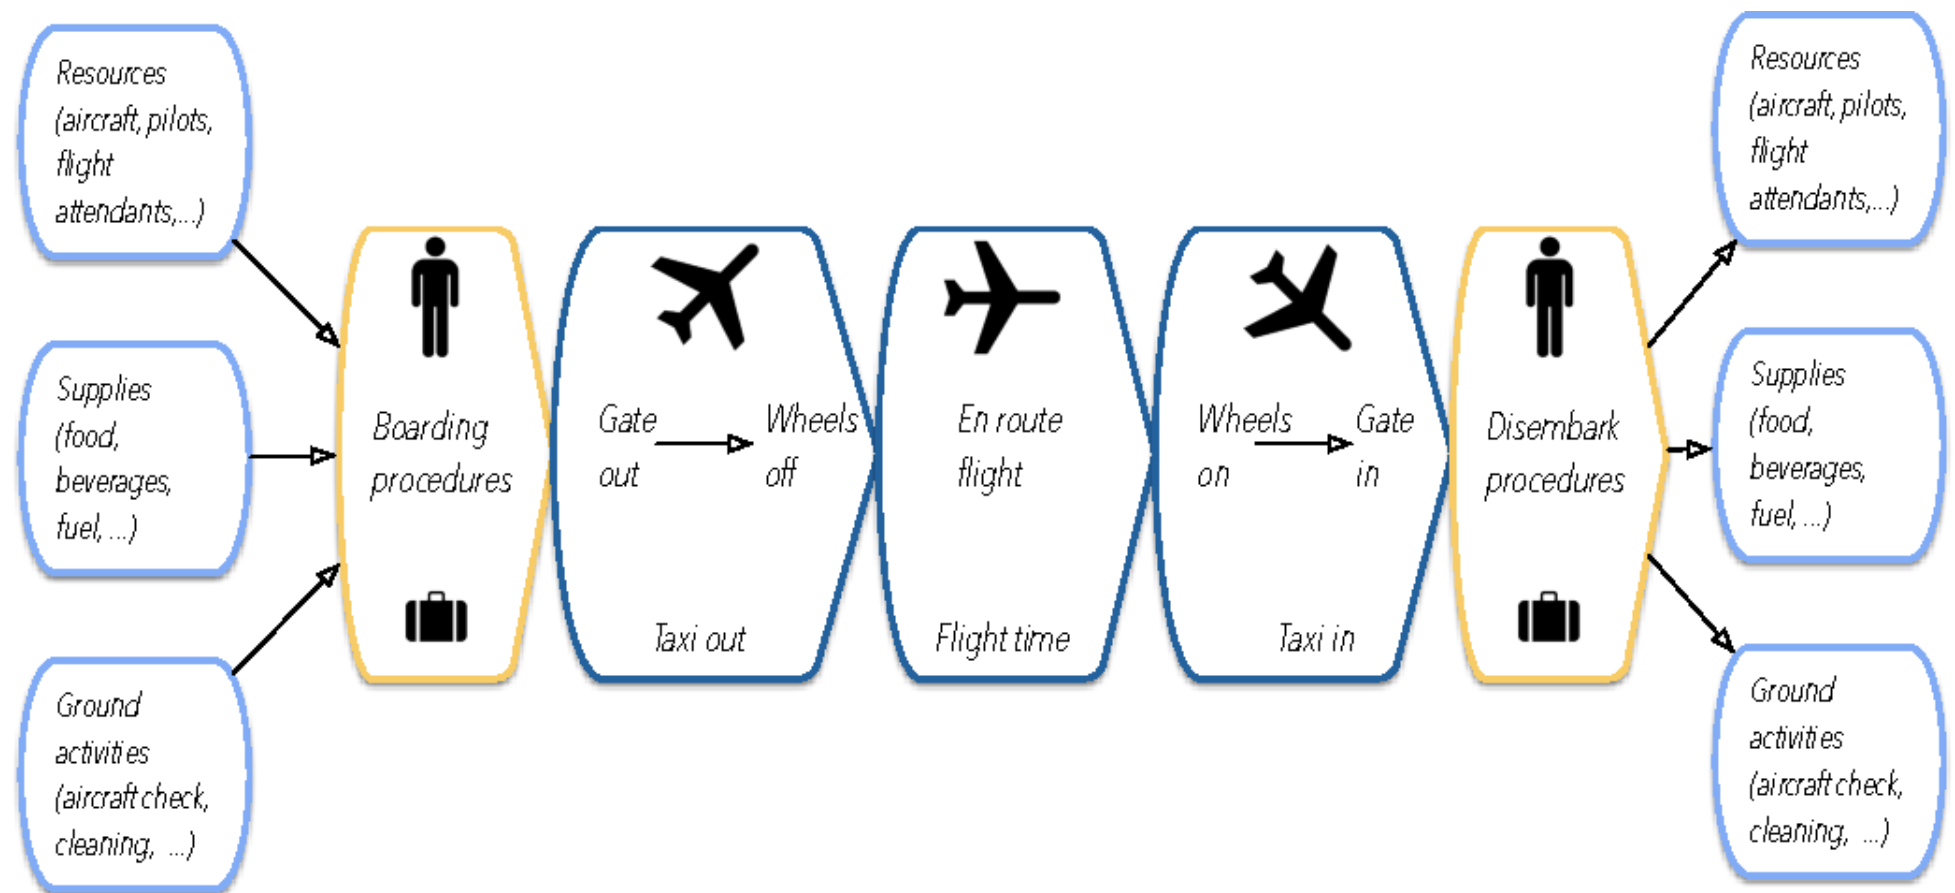 Resources
(aircraft, pilots,
flight
attendants,...)
Supplies
(food,
beverages,
fuel, ...)
Ground
activities
(aircraft check,
cleaning, ...)
Boarding
procedures
Gate
out
Wheels
off
Taxi out
En route
flight
Flight time
Wheels
on
Gate
in
Taxi in
Disembark
procedures
Resources
(aircraft, pilots,
flight
attendants,...)
Supplies
(food,
beverages,
fuel, ...)
Ground
activities
(aircraft check,
cleaning, ...)